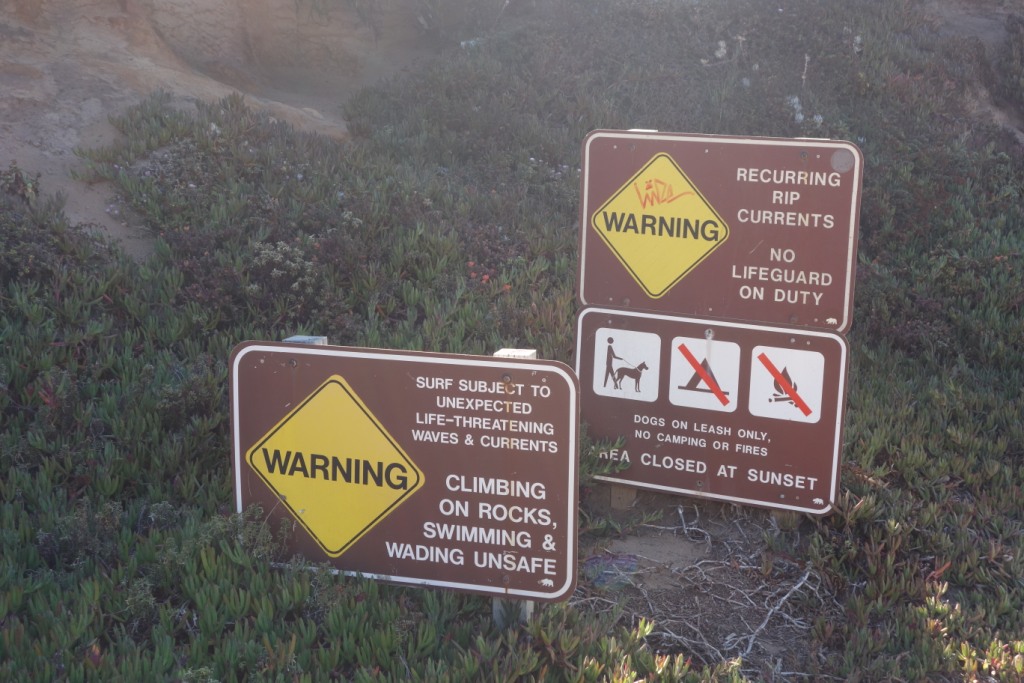 WARNING
SURF SUBJECT TO
UNEXPECTED
LIFE-THREATENING
WAVES & CURRENTS
CLIMBING
ON ROCKS,
SWIMMING &
WADING UNSAFE
WARNING
RECURRING
RIP
CURRENTS
NO
LIFEGUARD
ON DUTY
DOGS ON LEASH ONLY,
NO CAMPING OR FIRES
CLOSED AT SUNSET